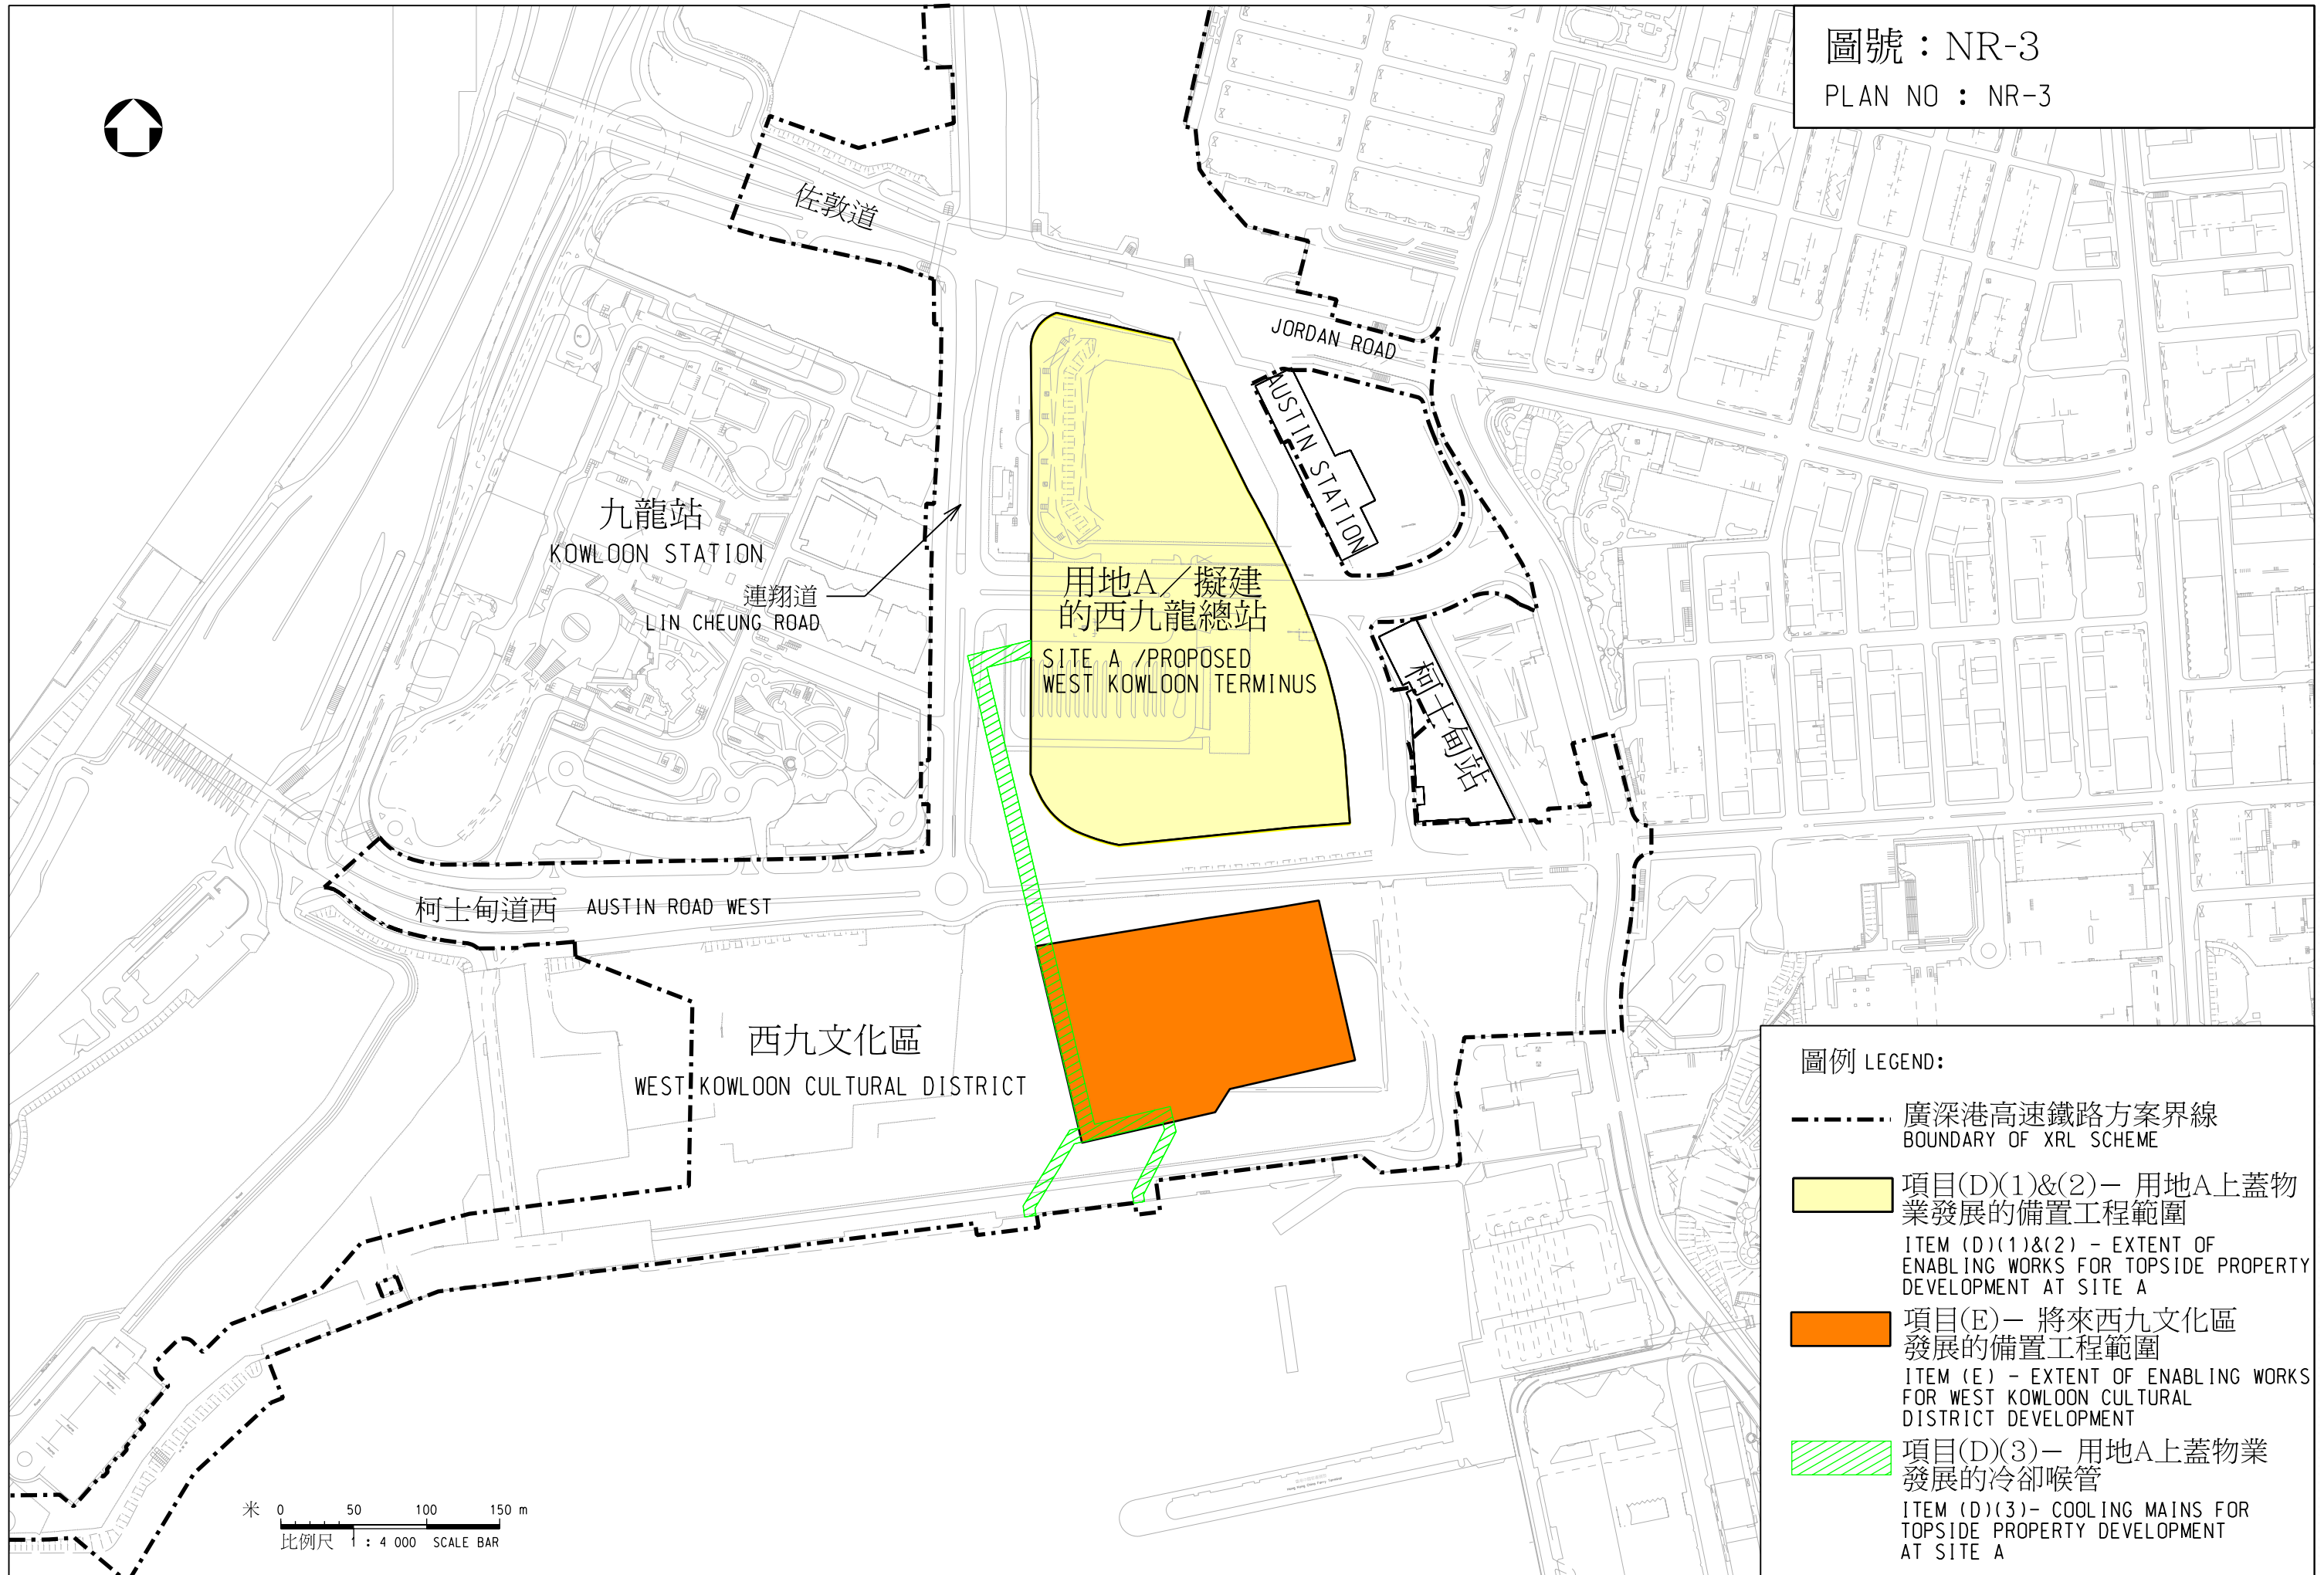 圖號：NR-3
PLAN NO : NR-3
佐敦道
JORDAN ROAD
AUSTIN STATION
九龍站
KOWLOON STATION
連翔道
LIN CHEUNG ROAD
用地A／擬建
的西九龍總站
SITE A /PROPOSED
WEST KOWLOON TERMINUS
柯士甸站
柯士甸道西 AUSTIN ROAD WEST
西九文化區
WEST KOWLOON CULTURAL DISTRICT
圖例 LEGEND:
廣深港高速鐵路方案界線
BOUNDARY OF XRL SCHEME
項目(D)(1)&(2)－ 用地A上蓋物
業發展的備置工程範圍
ITEM (D)(1)&(2) - EXTENT OF
ENABLING WORKS FOR TOPSIDE PROPERTY
DEVELOPMENT AT SITE A
項目(E)－ 將來西九文化區
發展的備置工程範圍
ITEM (E) - EXTENT OF ENABLING WORKS
FOR WEST KOWLOON CULTURAL
DISTRICT DEVELOPMENT
項目(D)(3)－ 用地A上蓋物業
發展的冷卻喉管
ITEM (D)(3)- COOLING MAINS FOR
TOPSIDE PROPERTY DEVELOPMENT
AT SITE A
米 0 50 100 150 m
比例尺 1 : 4 000 SCALE BAR